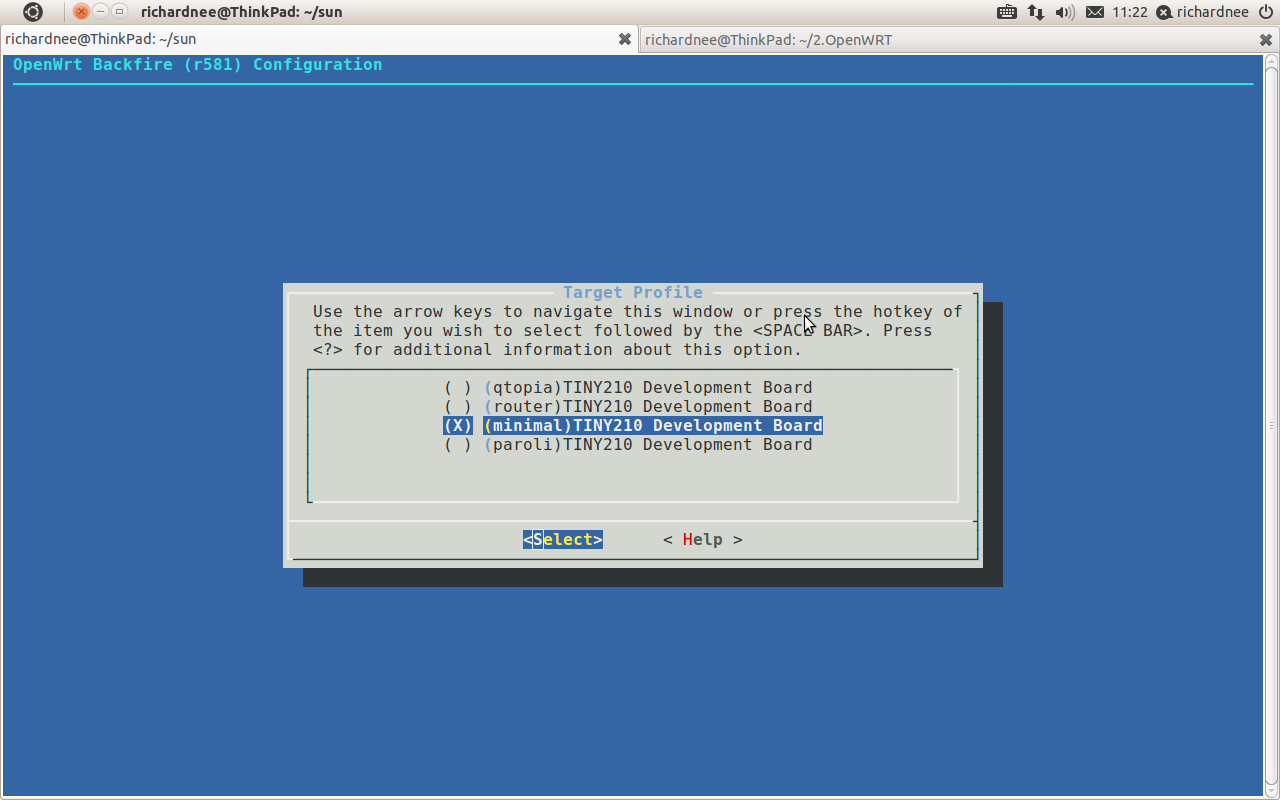 richardnee@ThinkPad: ~/sun 11:22 richardnee
richardnee@ThinkPad: ~/sun richardnee@ThinkPad: ~/2.OpenWRT
OpenWrt Backfire (r581) Configuration
Target Profile
Use the arrow keys to navigate this window or press the hotkey of
the item you wish to select followed by the <SPACE BAR>. Press
<?> for additional information about this option.
( ) (qtopia)TINY210 Development Board
( ) (router)TINY210 Development Board
(X) (minimal)TINY210 Development Board
( ) (paroli)TINY210 Development Board
<Select> < Help >